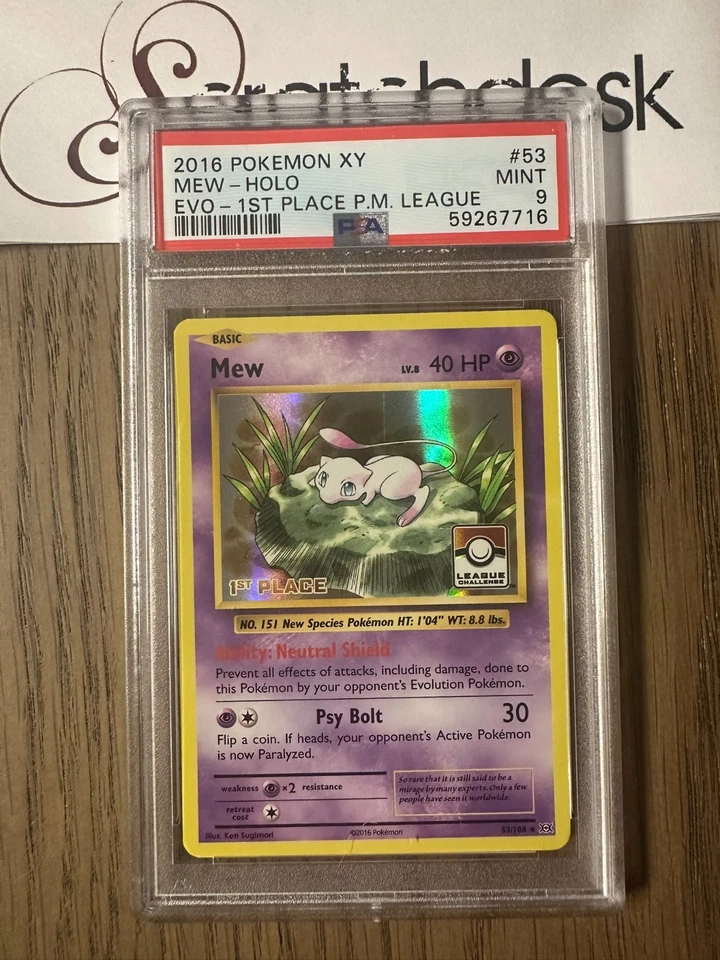 Scratchdesk
2016 POKEMON XY #53
MEW - HOLO MINT
EVO - 1ST PLACE P.M. LEAGUE 9
PSA 59267716
BASIC
Mew LV.8 40 HP
1ST PLACE
LEAGUE
CHALLENGE
NO. 151 New Species Pokémon HT: 1'04" WT: 8.8 lbs.
Ability: Neutral Shield
Prevent all effects of attacks, including damage, done to
this Pokémon by your opponent's Evolution Pokémon.
Psy Bolt 30
Flip a coin. If heads, your opponent's Active Pokémon
is now Paralyzed.
weakness ×2 resistance
retreat
cost
So rare that it is still said to be a
mirage by many experts. Only a few
people have seen it worldwide.
Illus. Ken Sugimori ©2016 Pokémon 53/108 ★